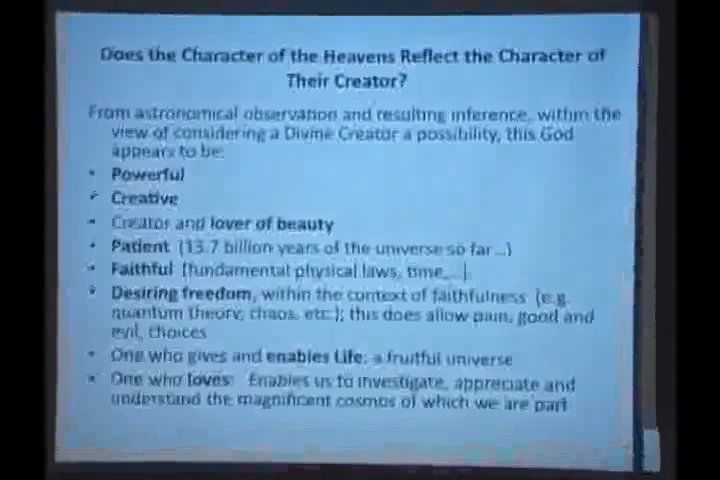 Does the Character of the Heavens Reflect the Character of
Their Creator?
From astronomical observation and resulting inference, within the
view of considering a Divine Creator a possibility, this God
appears to be:
• Powerful
• Creative
• Creator and lover of beauty
• Patient (13.7 billion years of the universe so far...)
• Faithful (fundamental physical laws, time,...)
• Desiring freedom, within the context of faithfulness (e.g.
quantum theory, chaos, etc.); this does allow pain, good and
evil, choices
• One who gives and enables Life: a fruitful universe
• One who loves: Enables us to investigate, appreciate and
understand the magnificent cosmos of which we are part